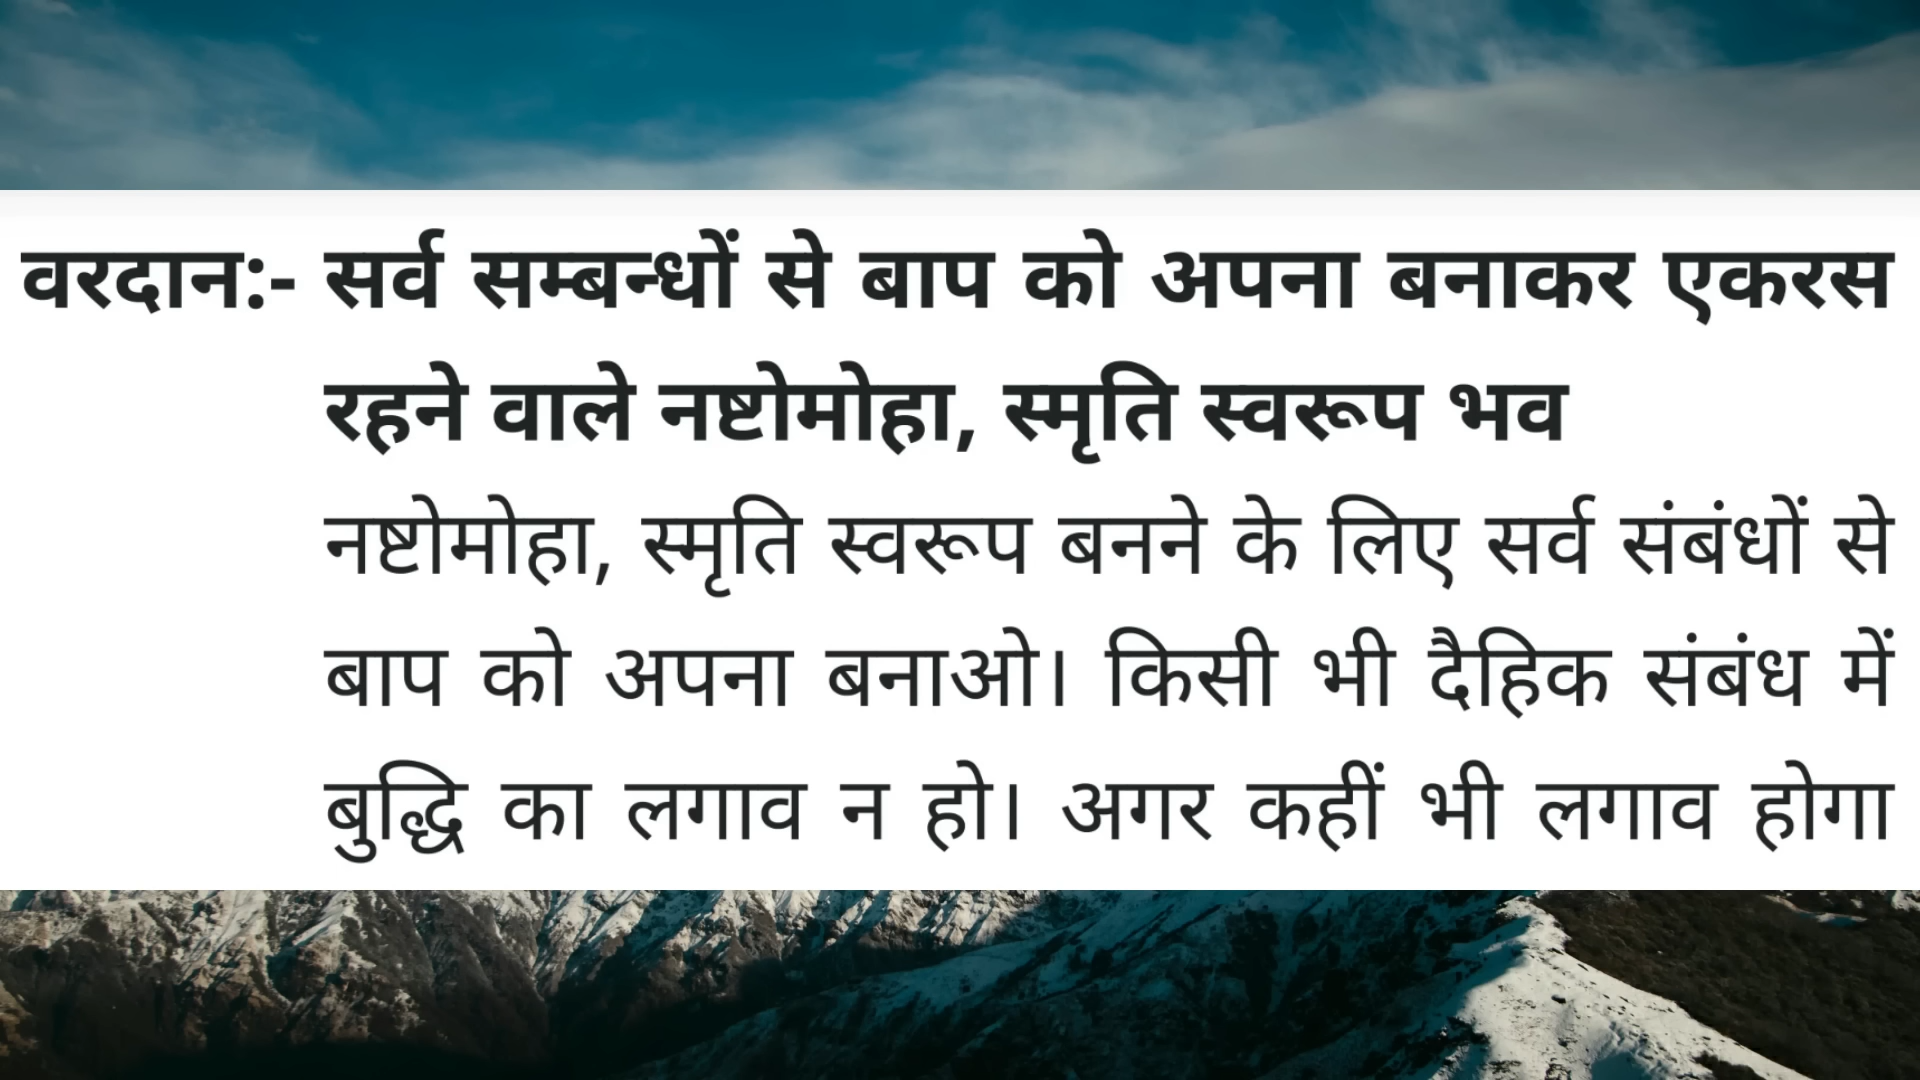 वरदान:- सर्व सम्बन्धों से बाप को अपना बनाकर एकरस
रहने वाले नष्टोमोहा, स्मृति स्वरूप भव
नष्टोमोहा, स्मृति स्वरूप बनने के लिए सर्व संबंधों से
बाप को अपना बनाओ। किसी भी दैहिक संबंध में
बुद्धि का लगाव न हो। अगर कहीं भी लगाव होगा